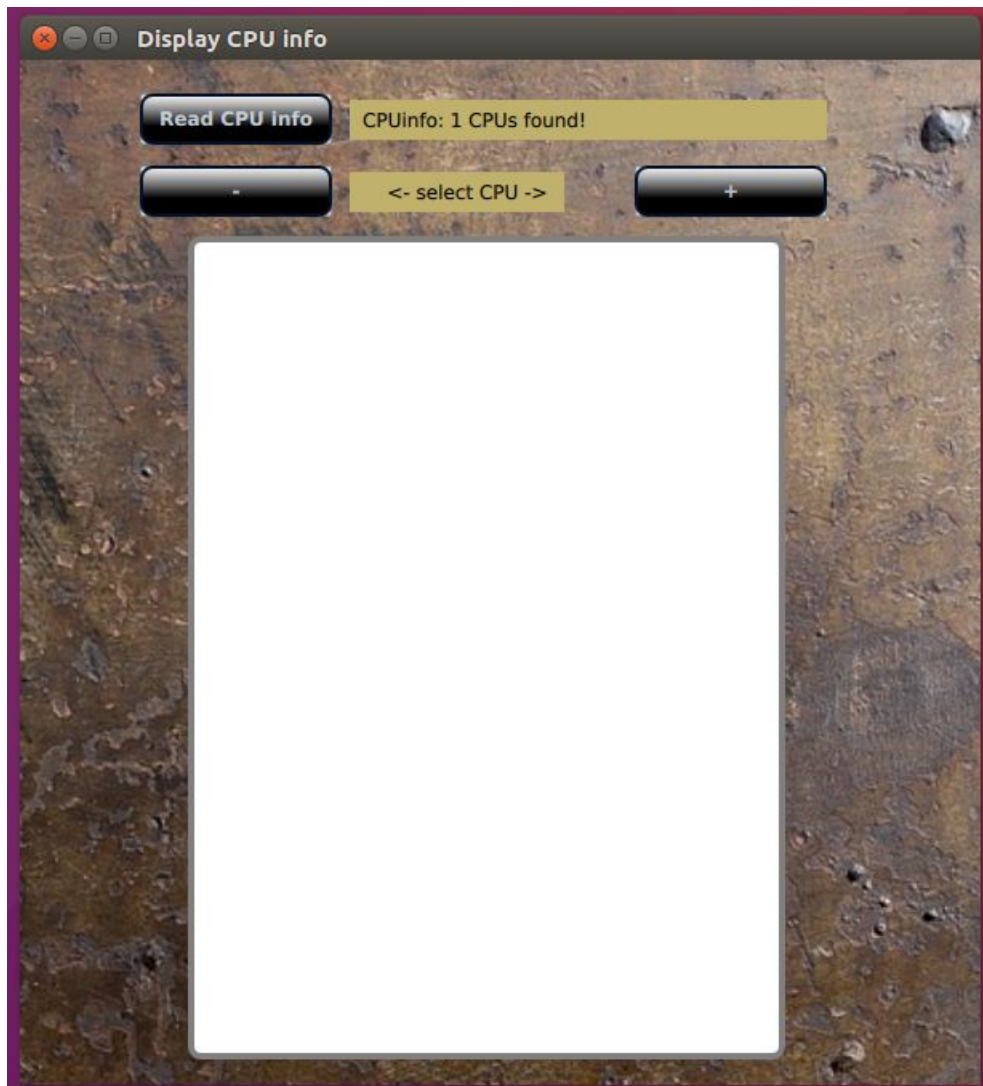 Display CPU info
Read CPU info
CPUinfo: 1 CPUs found!
-
<- select CPU ->
+